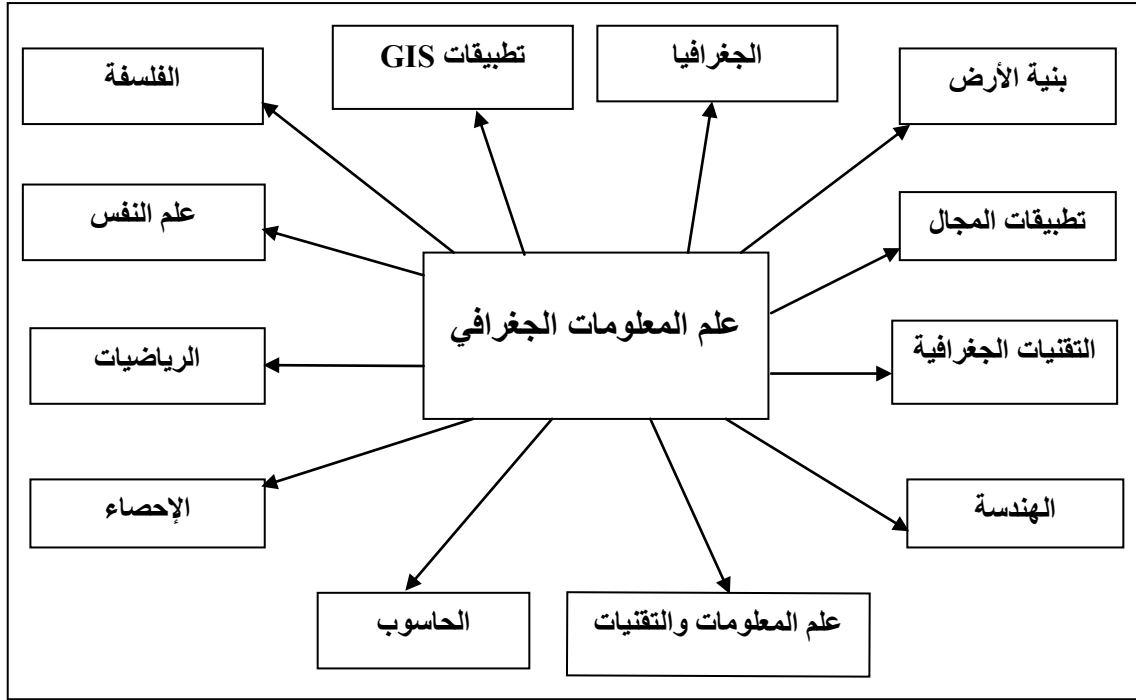 بنية الأرض
الجغرافيا
تطبيقات GIS
الفلسفة
تطبيقات المجال
علم النفس
علم المعلومات الجغرافي
التقنيات الجغرافية
الرياضيات
الهندسة
الإحصاء
علم المعلومات والتقنيات
الحاسوب